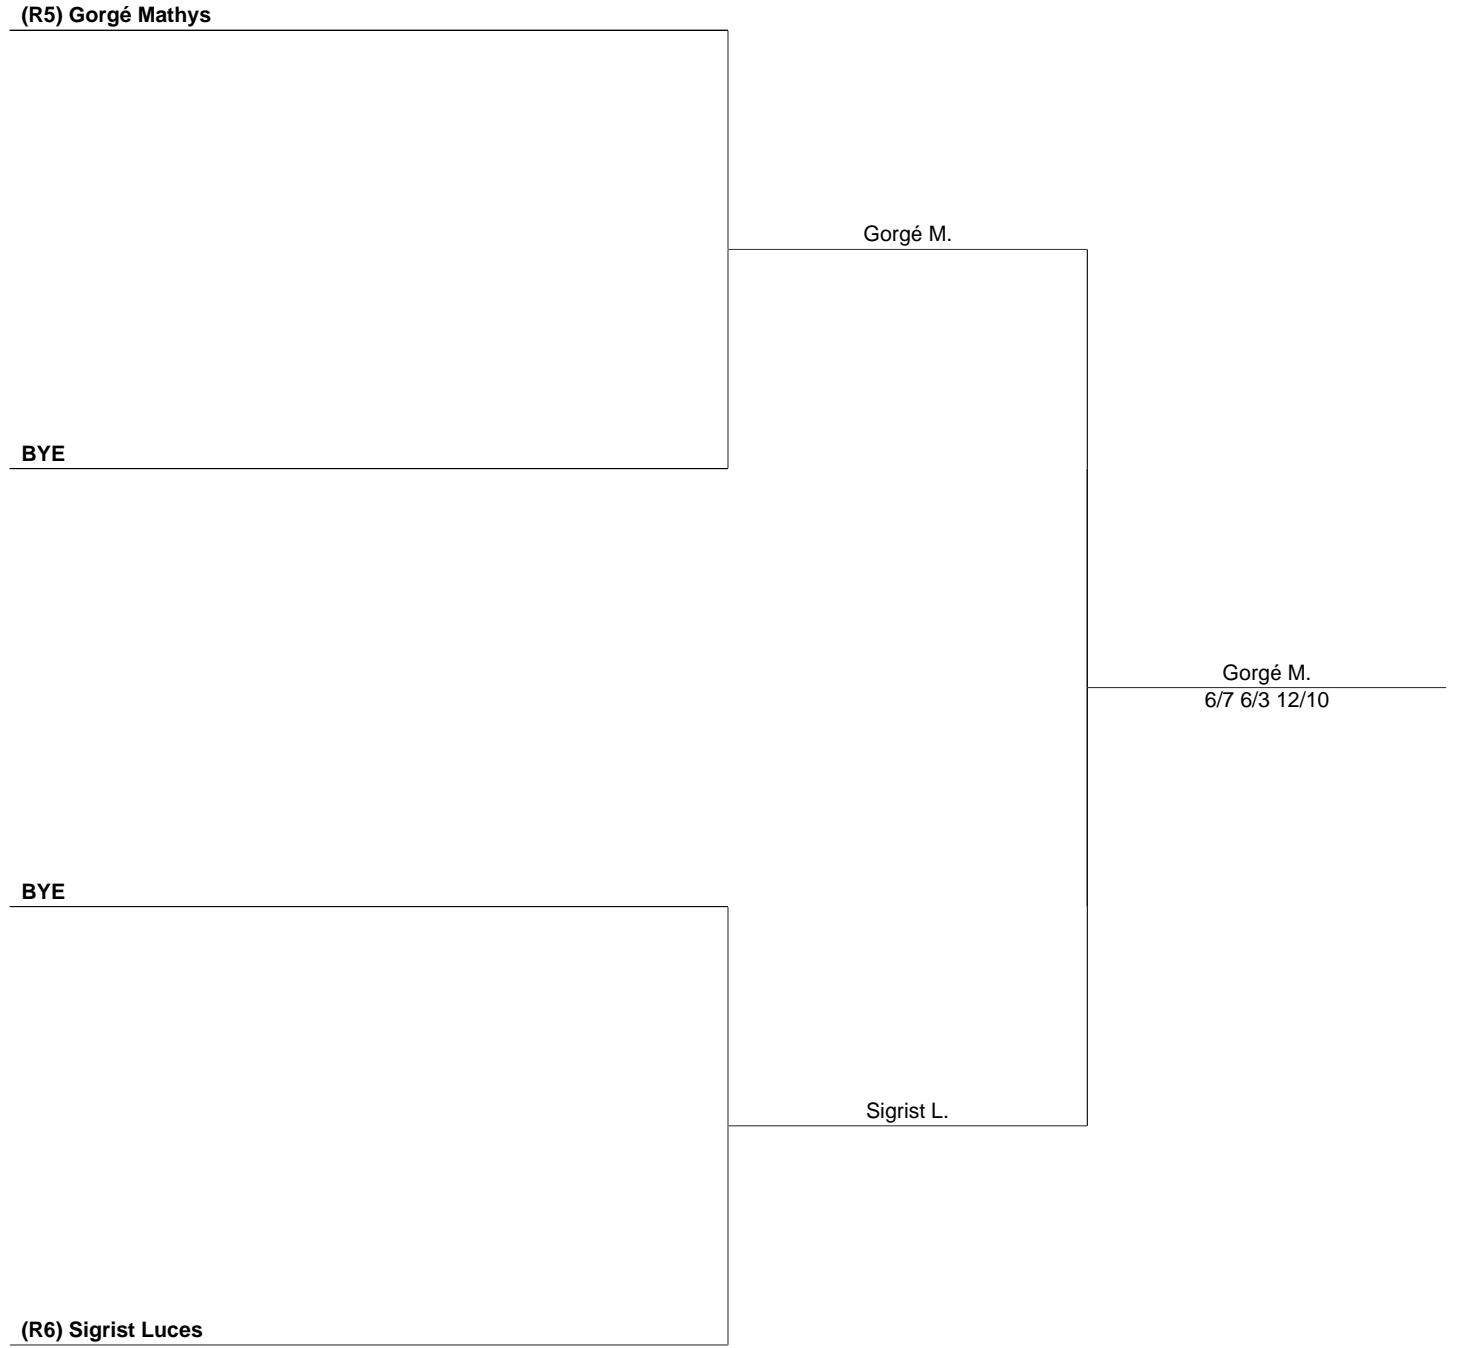 (R5) Gorgé Mathys
Gorgé M.
BYE
Gorgé M.
6/7 6/3 12/10
BYE
Sigrist L.
(R6) Sigrist Luces